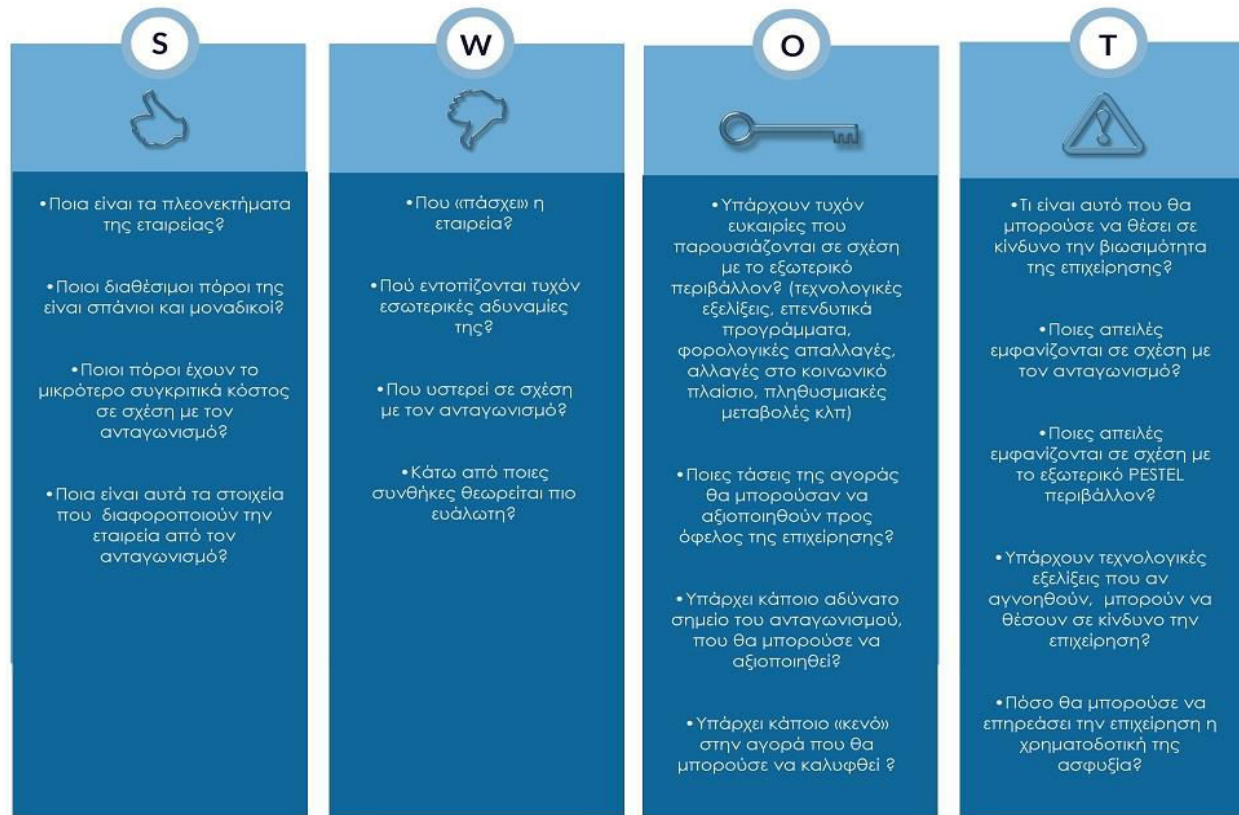 S
•Ποια είναι τα πλεονεκτήματα
της εταιρείας?
•Ποιοι διαθέσιμοι πόροι της
είναι σπάνιοι και μοναδικοί?
•Ποιοι πόροι έχουν το
μικρότερο συγκριτικά κόστος
σε σχέση με τον
ανταγωνισμό?
•Ποια είναι αυτά τα στοιχεία
που διαφοροποιούν την
εταιρεία από τον
ανταγωνισμό?
W
•Που «πάσχει» η
εταιρεία?
•Πού εντοπίζονται τυχόν
εσωτερικές αδυναμίες
της?
•Που υστερεί σε σχέση
με τον ανταγωνισμό?
•Κάτω από ποιες
συνθήκες θεωρείται πιο
ευάλωτη?
O
•Υπάρχουν τυχόν
ευκαιρίες που
παρουσιάζονται σε σχέση
με το εξωτερικό
περιβάλλον? (τεχνολογικές
εξελίξεις, επενδυτικά
προγράμματα,
φορολογικές απαλλαγές,
αλλαγές στο κοινωνικό
πλαίσιο, πληθυσμιακές
μεταβολές κλπ)
•Ποιες τάσεις της αγοράς
θα μπορούσαν να
αξιοποιηθούν προς
όφελος της επιχείρησης?
•Υπάρχει κάποιο αδύνατο
σημείο του ανταγωνισμού,
που θα μπορούσε να
αξιοποιηθεί?
•Υπάρχει κάποιο «κενό»
στην αγορά που θα
μπορούσε να καλυφθεί ?
T
•Τι είναι αυτό που θα
μπορούσε να θέσει σε
κίνδυνο την βιωσιμότητα
της επιχείρησης?
•Ποιες απειλές
εμφανίζονται σε σχέση με
τον ανταγωνισμό?
•Ποιες απειλές
εμφανίζονται σε σχέση με
το εξωτερικό PESTEL
περιβάλλον?
•Υπάρχουν τεχνολογικές
εξελίξεις που αν
αγνοηθούν, μπορούν να
θέσουν σε κίνδυνο την
επιχείρηση?
•Πόσο θα μπορούσε να
επηρεάσει την επιχείρηση η
χρηματοδοτική της
ασφυξία?